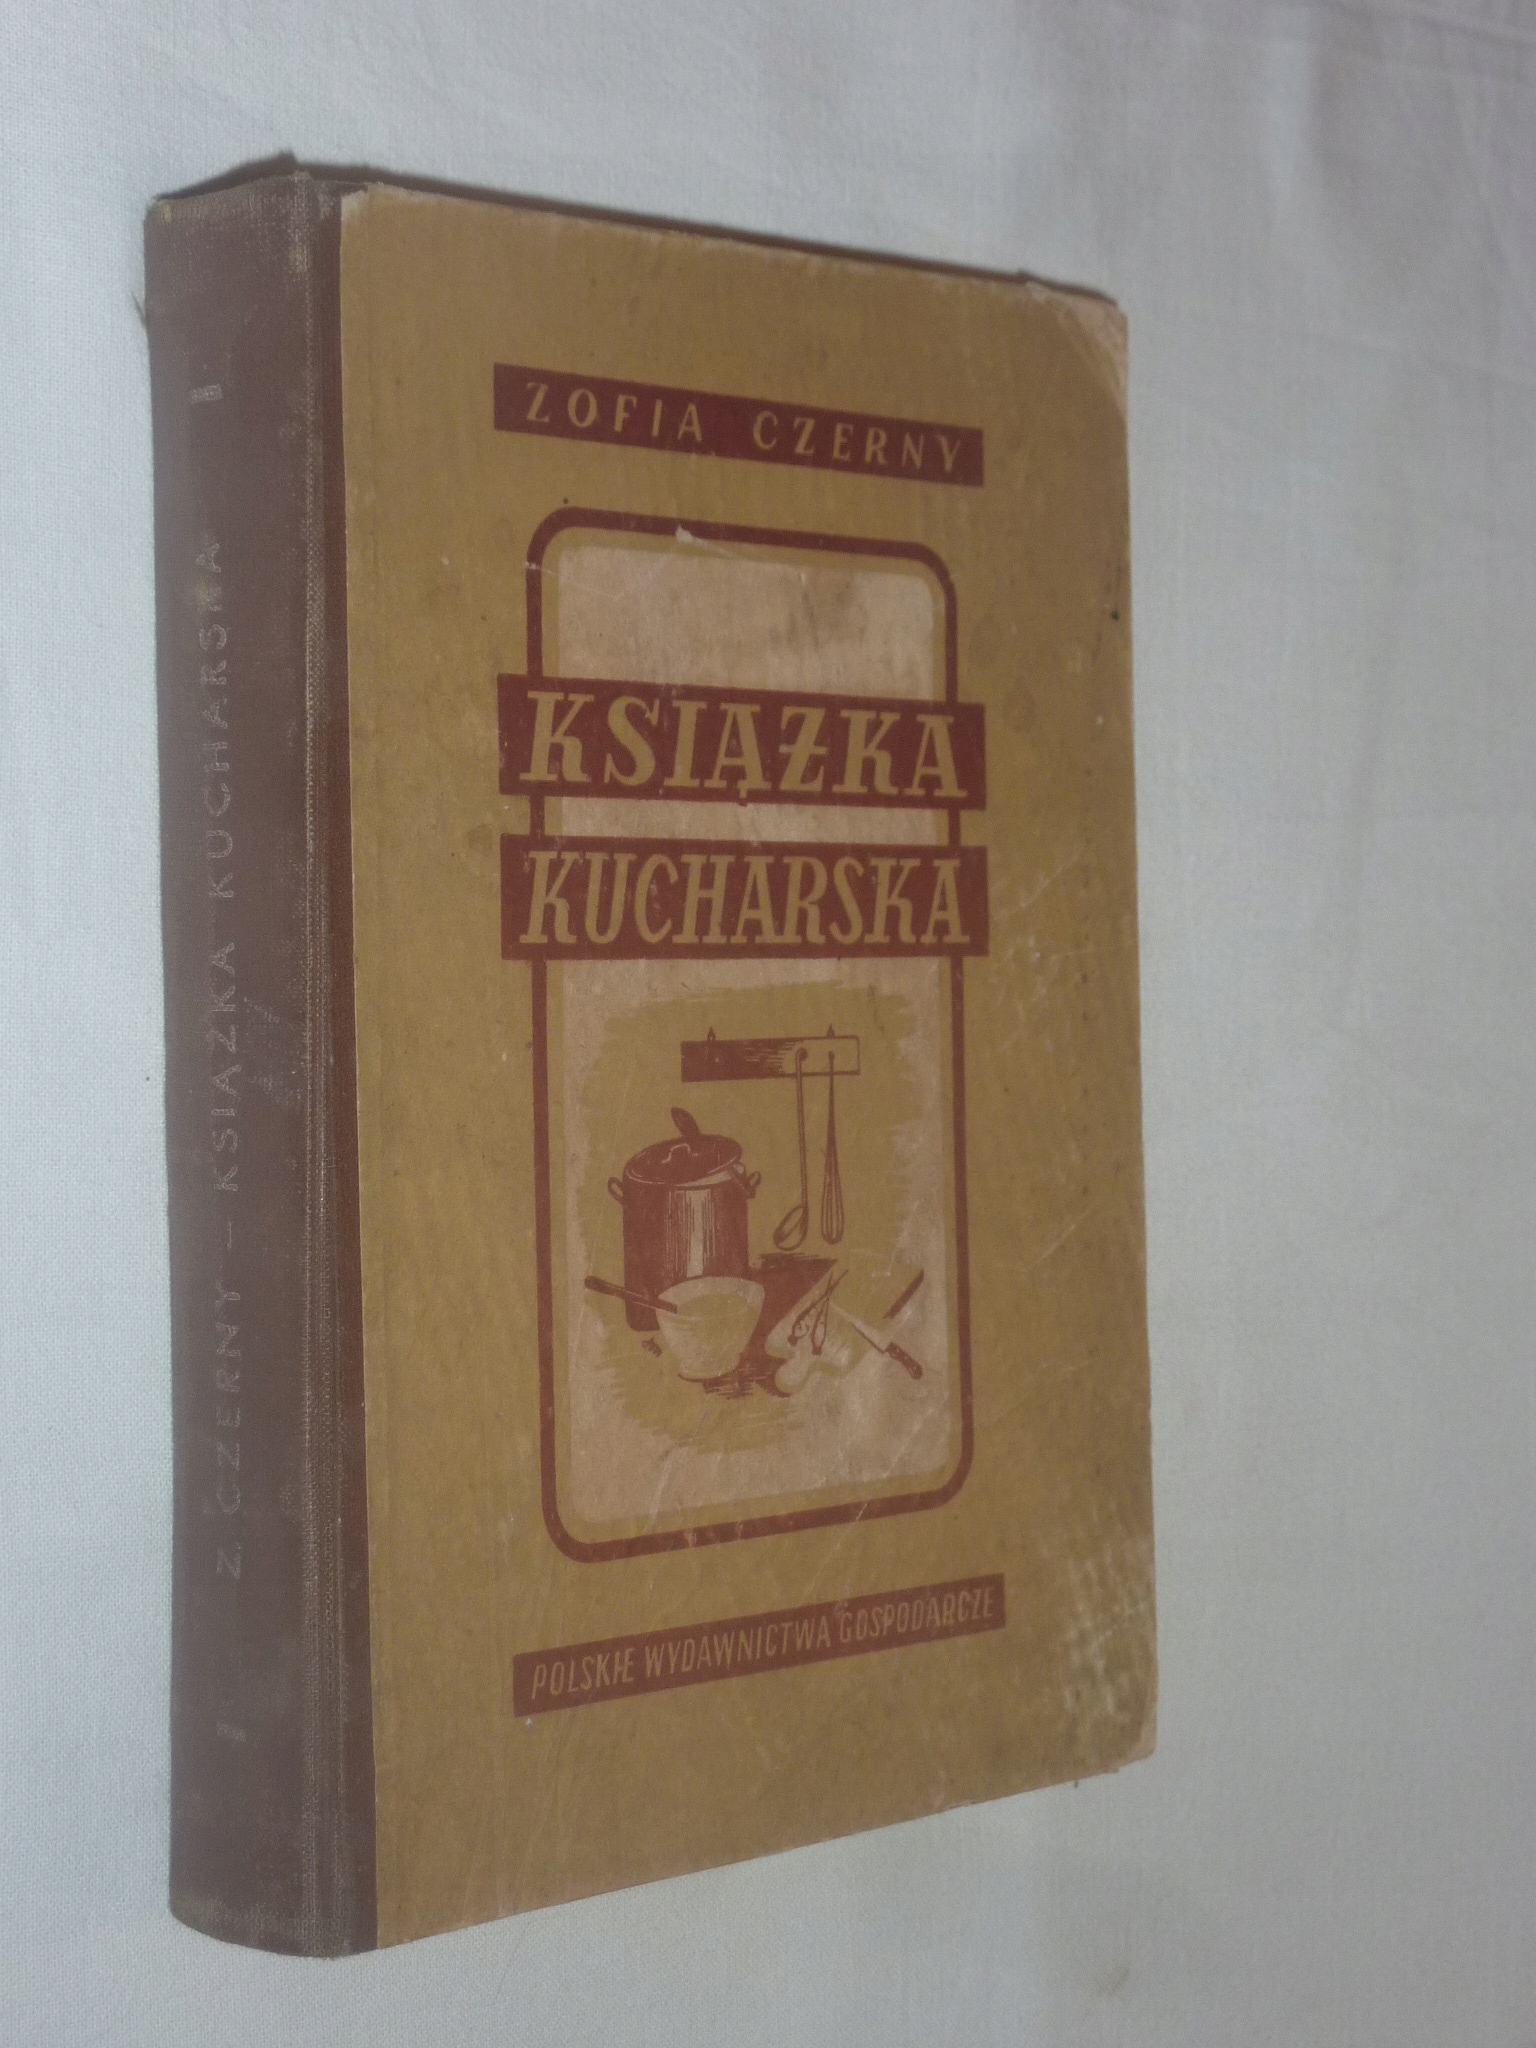 ZOFIA CZERNY
KSIĄŻKA
KUCHARSKA
POLSKIE WYDAWNICTWA GOSPODARCZE
Z. CZERNY – KSIĄŻKA KUCHARSKA